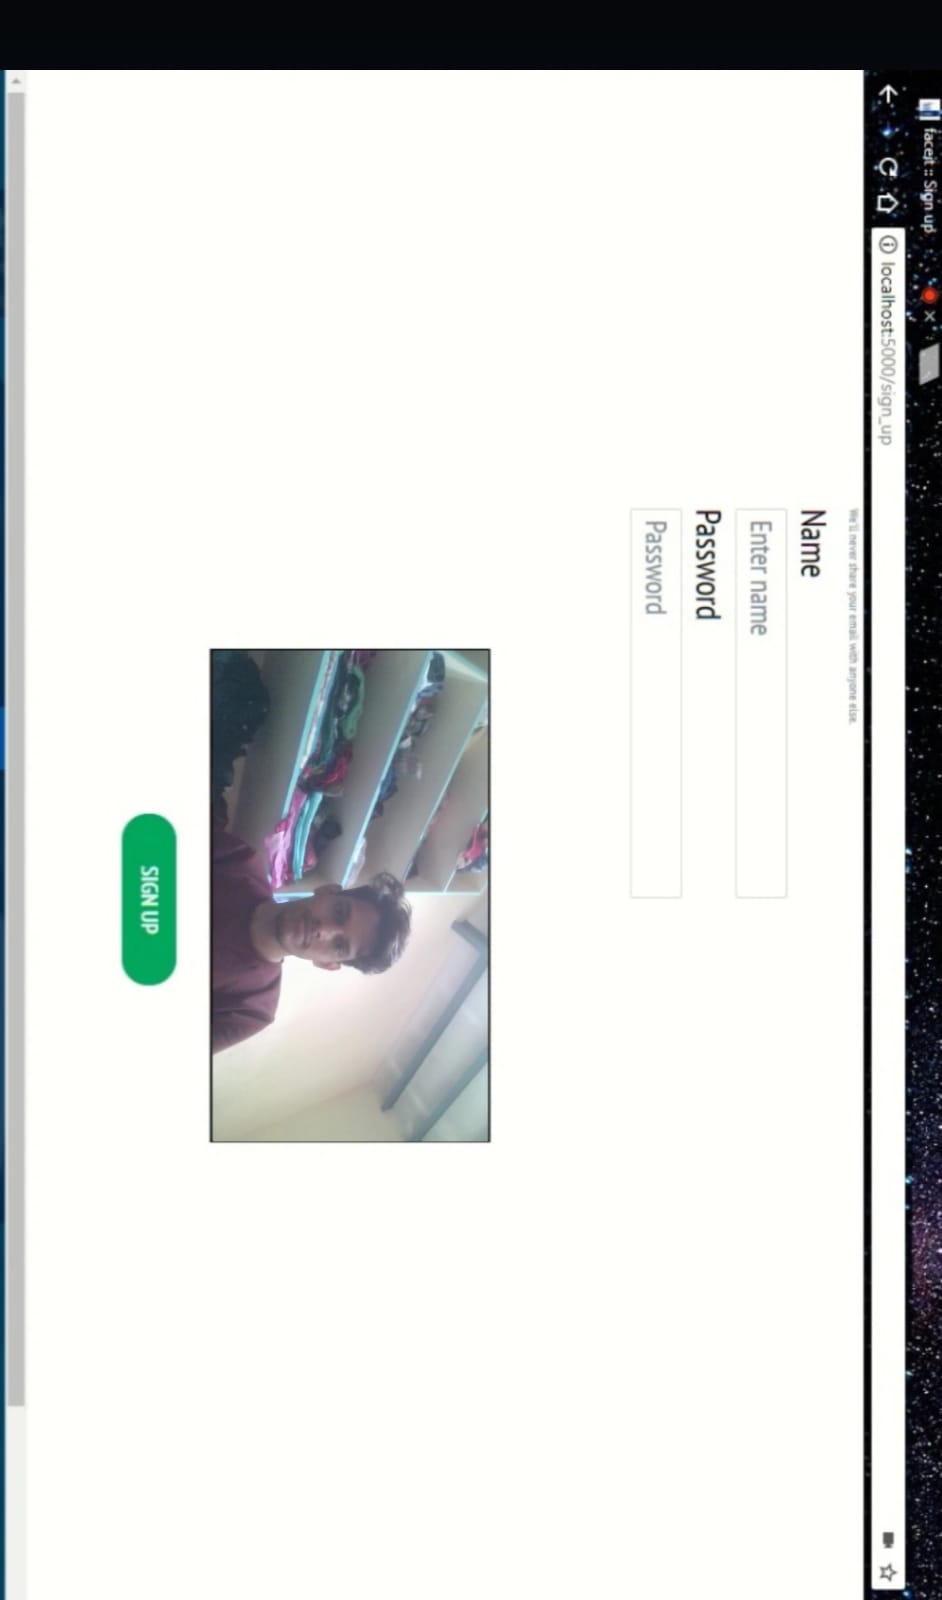 faceit :: Sign up
localhost:5000/sign_up
We'll never share your email with anyone else.
Name
Enter name
Password
Password
SIGN UP